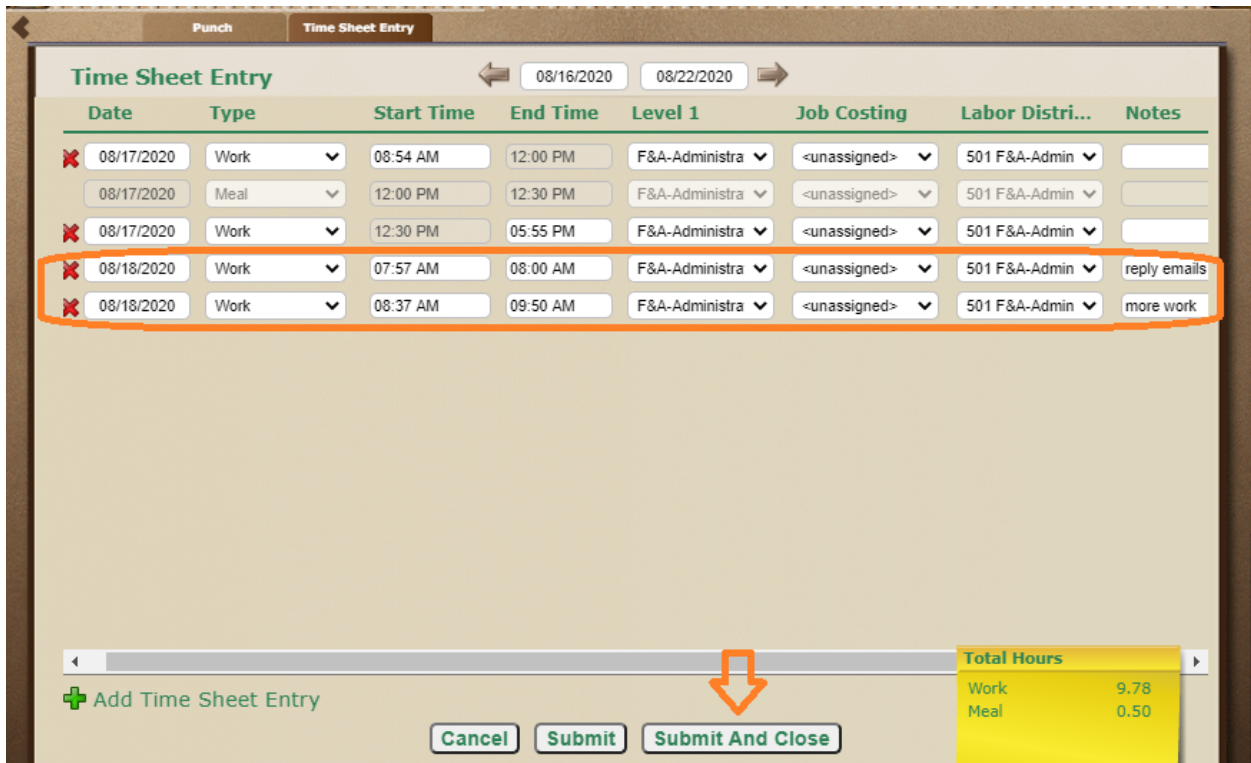 Punch Time Sheet Entry
Time Sheet Entry 08/16/2020 08/22/2020
Date Type Start Time End Time Level 1 Job Costing Labor Distri... Notes
08/17/2020 Work 08:54 AM 12:00 PM F&A-Administra <unassigned> 501 F&A-Admin
08/17/2020 Meal 12:00 PM 12:30 PM F&A-Administra <unassigned> 501 F&A-Admin
08/17/2020 Work 12:30 PM 05:55 PM F&A-Administra <unassigned> 501 F&A-Admin
08/18/2020 Work 07:57 AM 08:00 AM F&A-Administra <unassigned> 501 F&A-Admin reply emails
08/18/2020 Work 08:37 AM 09:50 AM F&A-Administra <unassigned> 501 F&A-Admin more work
Total Hours
Work 9.78
Meal 0.50
Add Time Sheet Entry
Cancel Submit Submit And Close